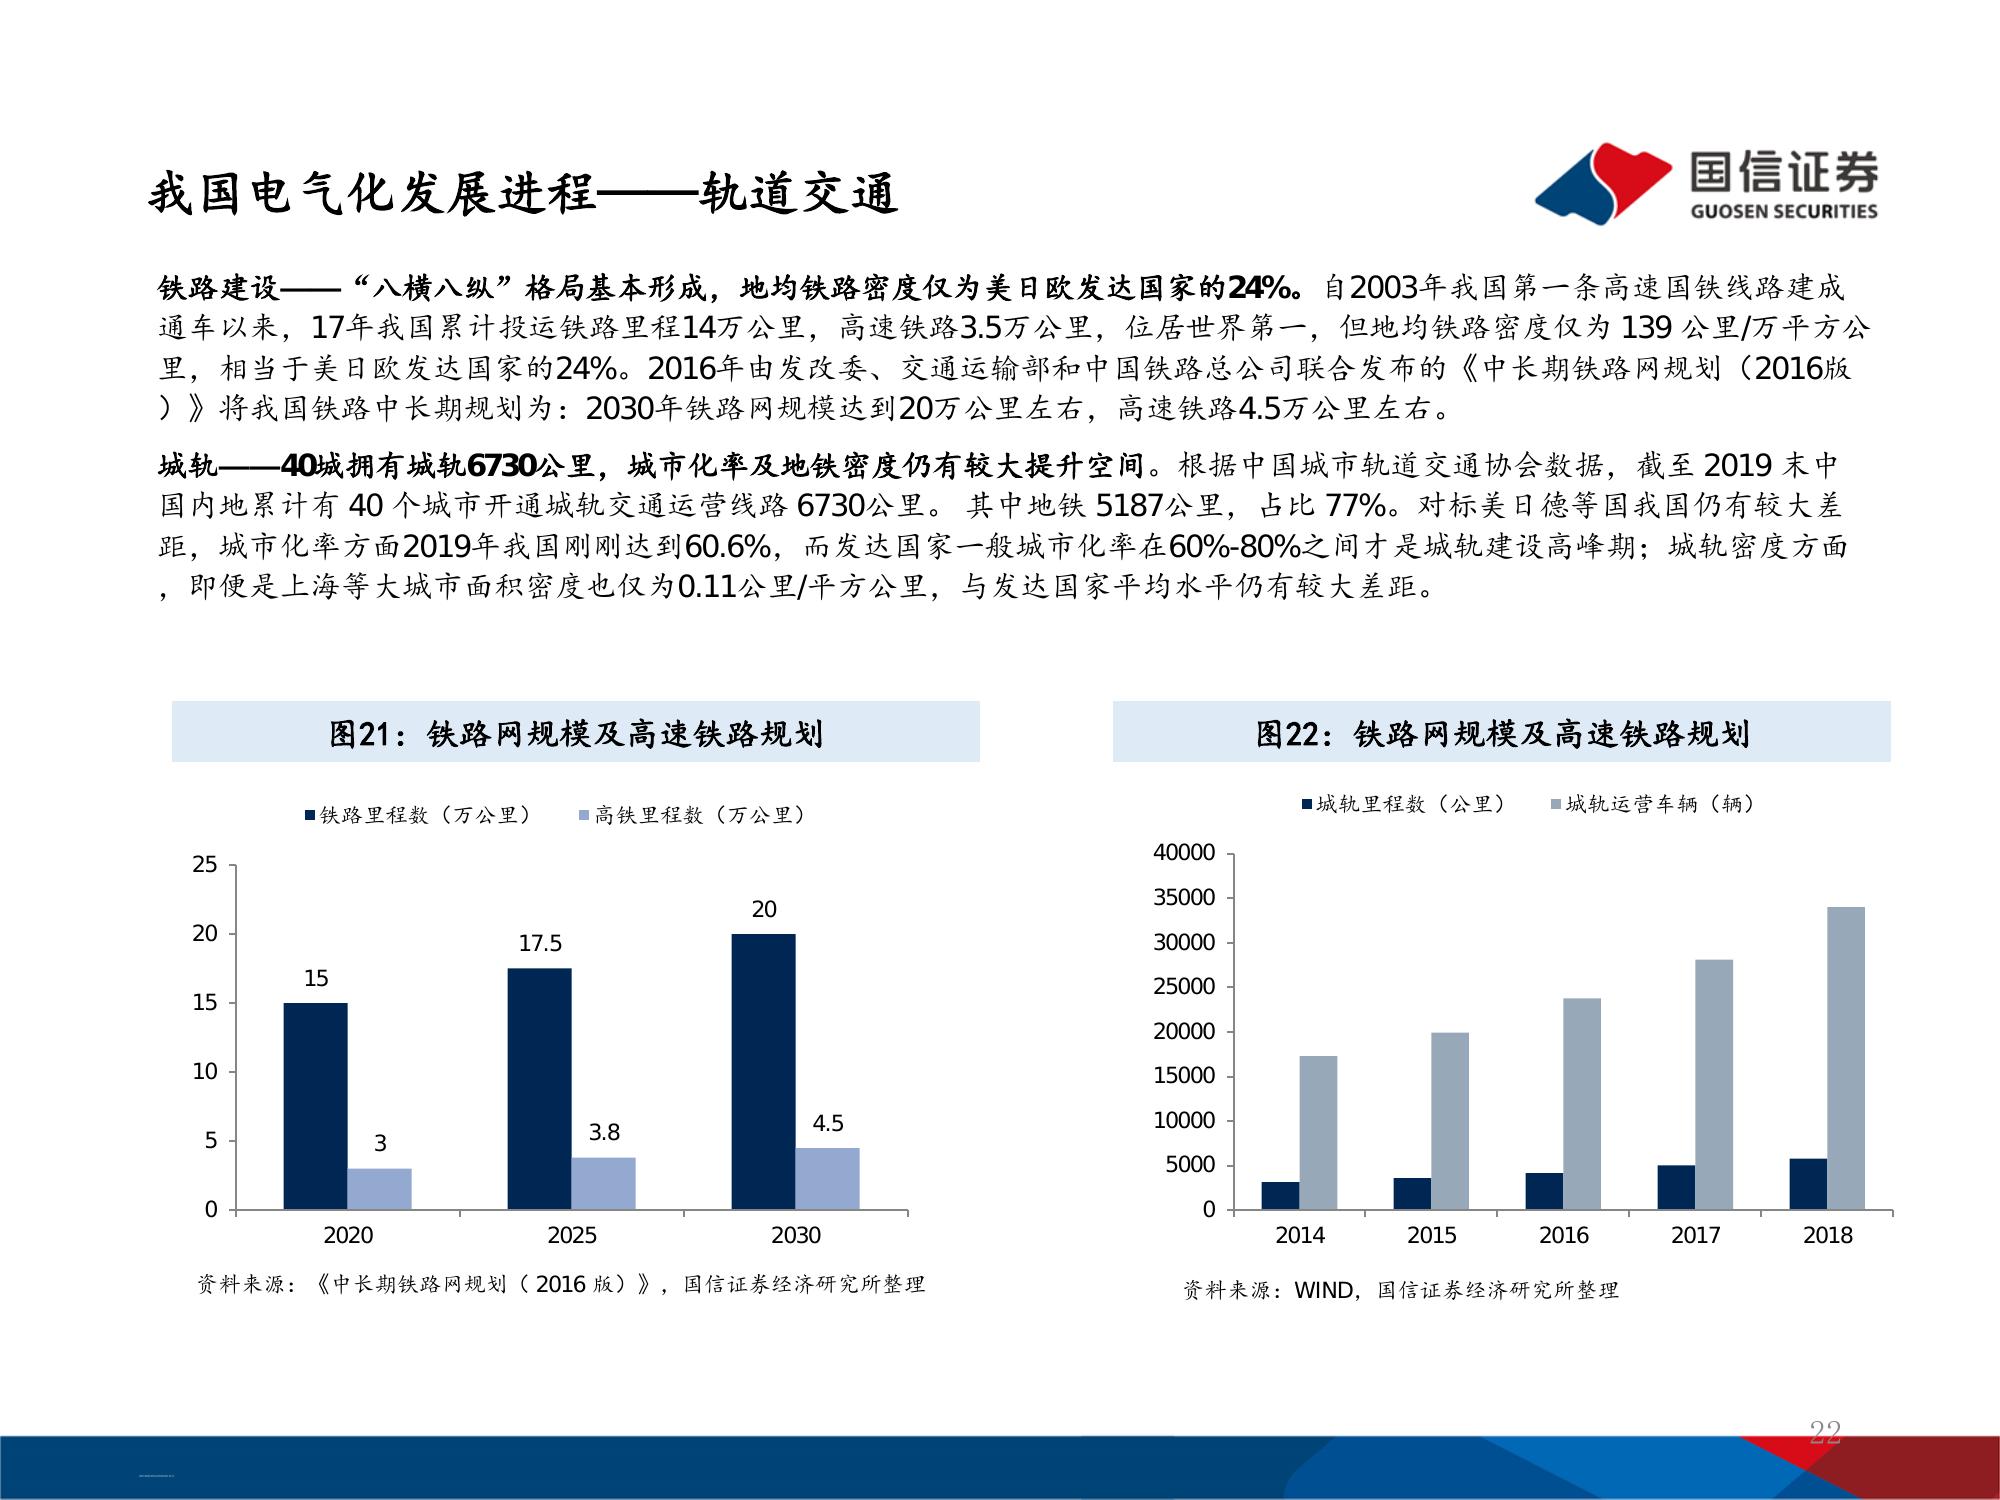 我国电气化发展进程——轨道交通
国信证券
GUOSEN SECURITIES
铁路建设——“八横八纵”格局基本形成，地均铁路密度仅为美日欧发达国家的24%。自2003年我国第一条高速国铁线路建成
通车以来，17年我国累计投运铁路里程14万公里，高速铁路3.5万公里，位居世界第一，但地均铁路密度仅为 139 公里/万平方公
里，相当于美日欧发达国家的24%。2016年由发改委、交通运输部和中国铁路总公司联合发布的《中长期铁路网规划（2016版
）》将我国铁路中长期规划为：2030年铁路网规模达到20万公里左右，高速铁路4.5万公里左右。
城轨——40城拥有城轨6730公里，城市化率及地铁密度仍有较大提升空间。根据中国城市轨道交通协会数据，截至 2019 末中
国内地累计有 40 个城市开通城轨交通运营线路 6730公里。 其中地铁 5187公里，占比 77%。对标美日德等国我国仍有较大差
距，城市化率方面2019年我国刚刚达到60.6%，而发达国家一般城市化率在60%-80%之间才是城轨建设高峰期；城轨密度方面
，即便是上海等大城市面积密度也仅为0.11公里/平方公里，与发达国家平均水平仍有较大差距。
图21：铁路网规模及高速铁路规划
铁路里程数（万公里） 高铁里程数（万公里）
25
20
15
10
5
0
15
3
17.5
3.8
20
4.5
2020 2025 2030
资料来源：《中长期铁路网规划（ 2016 版）》，国信证券经济研究所整理
图22：铁路网规模及高速铁路规划
城轨里程数（公里） 城轨运营车辆（辆）
40000
35000
30000
25000
20000
15000
10000
5000
0
2014 2015 2016 2017 2018
资料来源：WIND，国信证券经济研究所整理
22